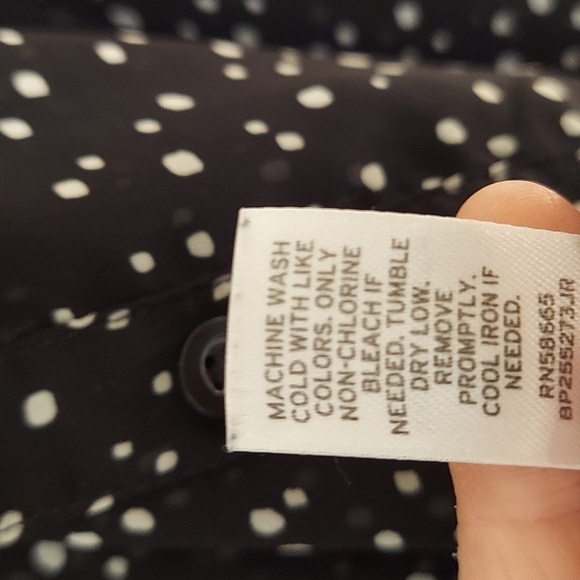 MACHINE WASH
COLD WITH LIKE
COLORS. ONLY
NON-CHLORINE
BLEACH IF
NEEDED. TUMBLE
DRY LOW.
REMOVE
PROMPTLY.
COOL IRON IF
NEEDED.
RN58665
BP255273JR